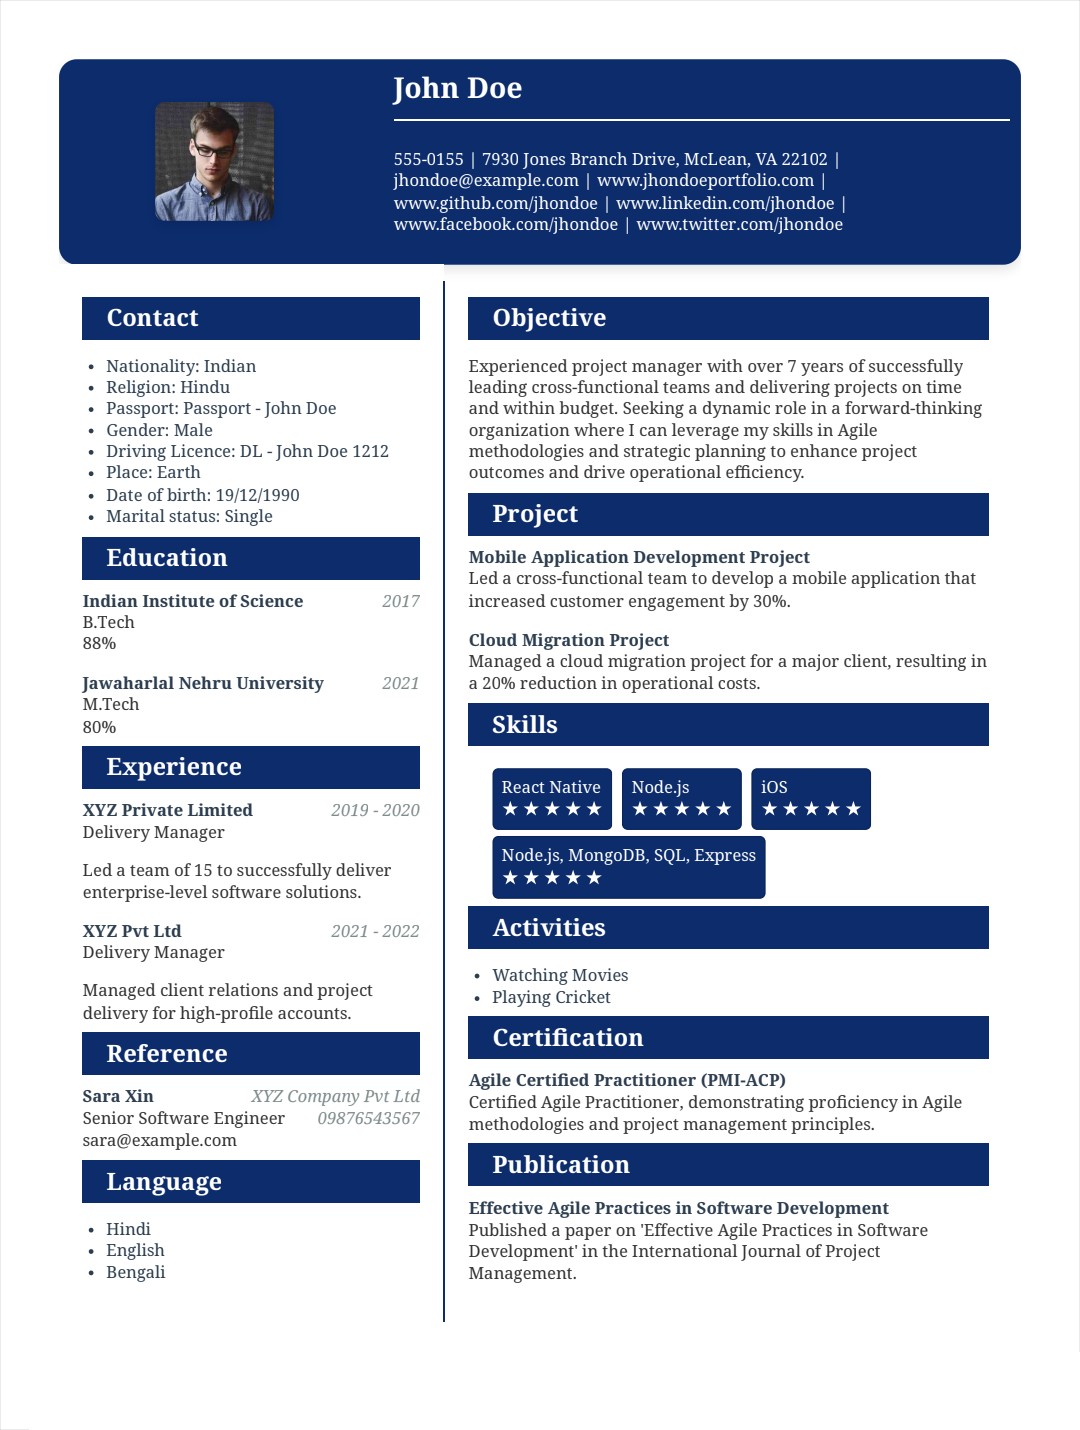 John Doe
555-0155 | 7930 Jones Branch Drive, McLean, VA 22102 |
jhondoe@example.com | www.jhondoeportfolio.com |
www.github.com/jhondoe | www.linkedin.com/jhondoe |
www.facebook.com/jhondoe | www.twitter.com/jhondoe
Contact
• Nationality: Indian
• Religion: Hindu
• Passport: Passport - John Doe
• Gender: Male
• Driving Licence: DL - John Doe 1212
• Place: Earth
• Date of birth: 19/12/1990
• Marital status: Single
Education
Indian Institute of Science 2017
B.Tech
88%
Jawaharlal Nehru University 2021
M.Tech
80%
Experience
XYZ Private Limited 2019 - 2020
Delivery Manager
Led a team of 15 to successfully deliver
enterprise-level software solutions.
XYZ Pvt Ltd 2021 - 2022
Delivery Manager
Managed client relations and project
delivery for high-profile accounts.
Reference
Sara Xin XYZ Company Pvt Ltd
Senior Software Engineer 09876543567
sara@example.com
Language
• Hindi
• English
• Bengali
Objective
Experienced project manager with over 7 years of successfully
leading cross-functional teams and delivering projects on time
and within budget. Seeking a dynamic role in a forward-thinking
organization where I can leverage my skills in Agile
methodologies and strategic planning to enhance project
outcomes and drive operational efficiency.
Project
Mobile Application Development Project
Led a cross-functional team to develop a mobile application that
increased customer engagement by 30%.
Cloud Migration Project
Managed a cloud migration project for a major client, resulting in
a 20% reduction in operational costs.
Skills
React Native Node.js iOS
★★★★★ ★★★★★ ★★★★★
Node.js, MongoDB, SQL, Express
★★★★★
Activities
• Watching Movies
• Playing Cricket
Certification
Agile Certified Practitioner (PMI-ACP)
Certified Agile Practitioner, demonstrating proficiency in Agile
methodologies and project management principles.
Publication
Effective Agile Practices in Software Development
Published a paper on 'Effective Agile Practices in Software
Development' in the International Journal of Project
Management.